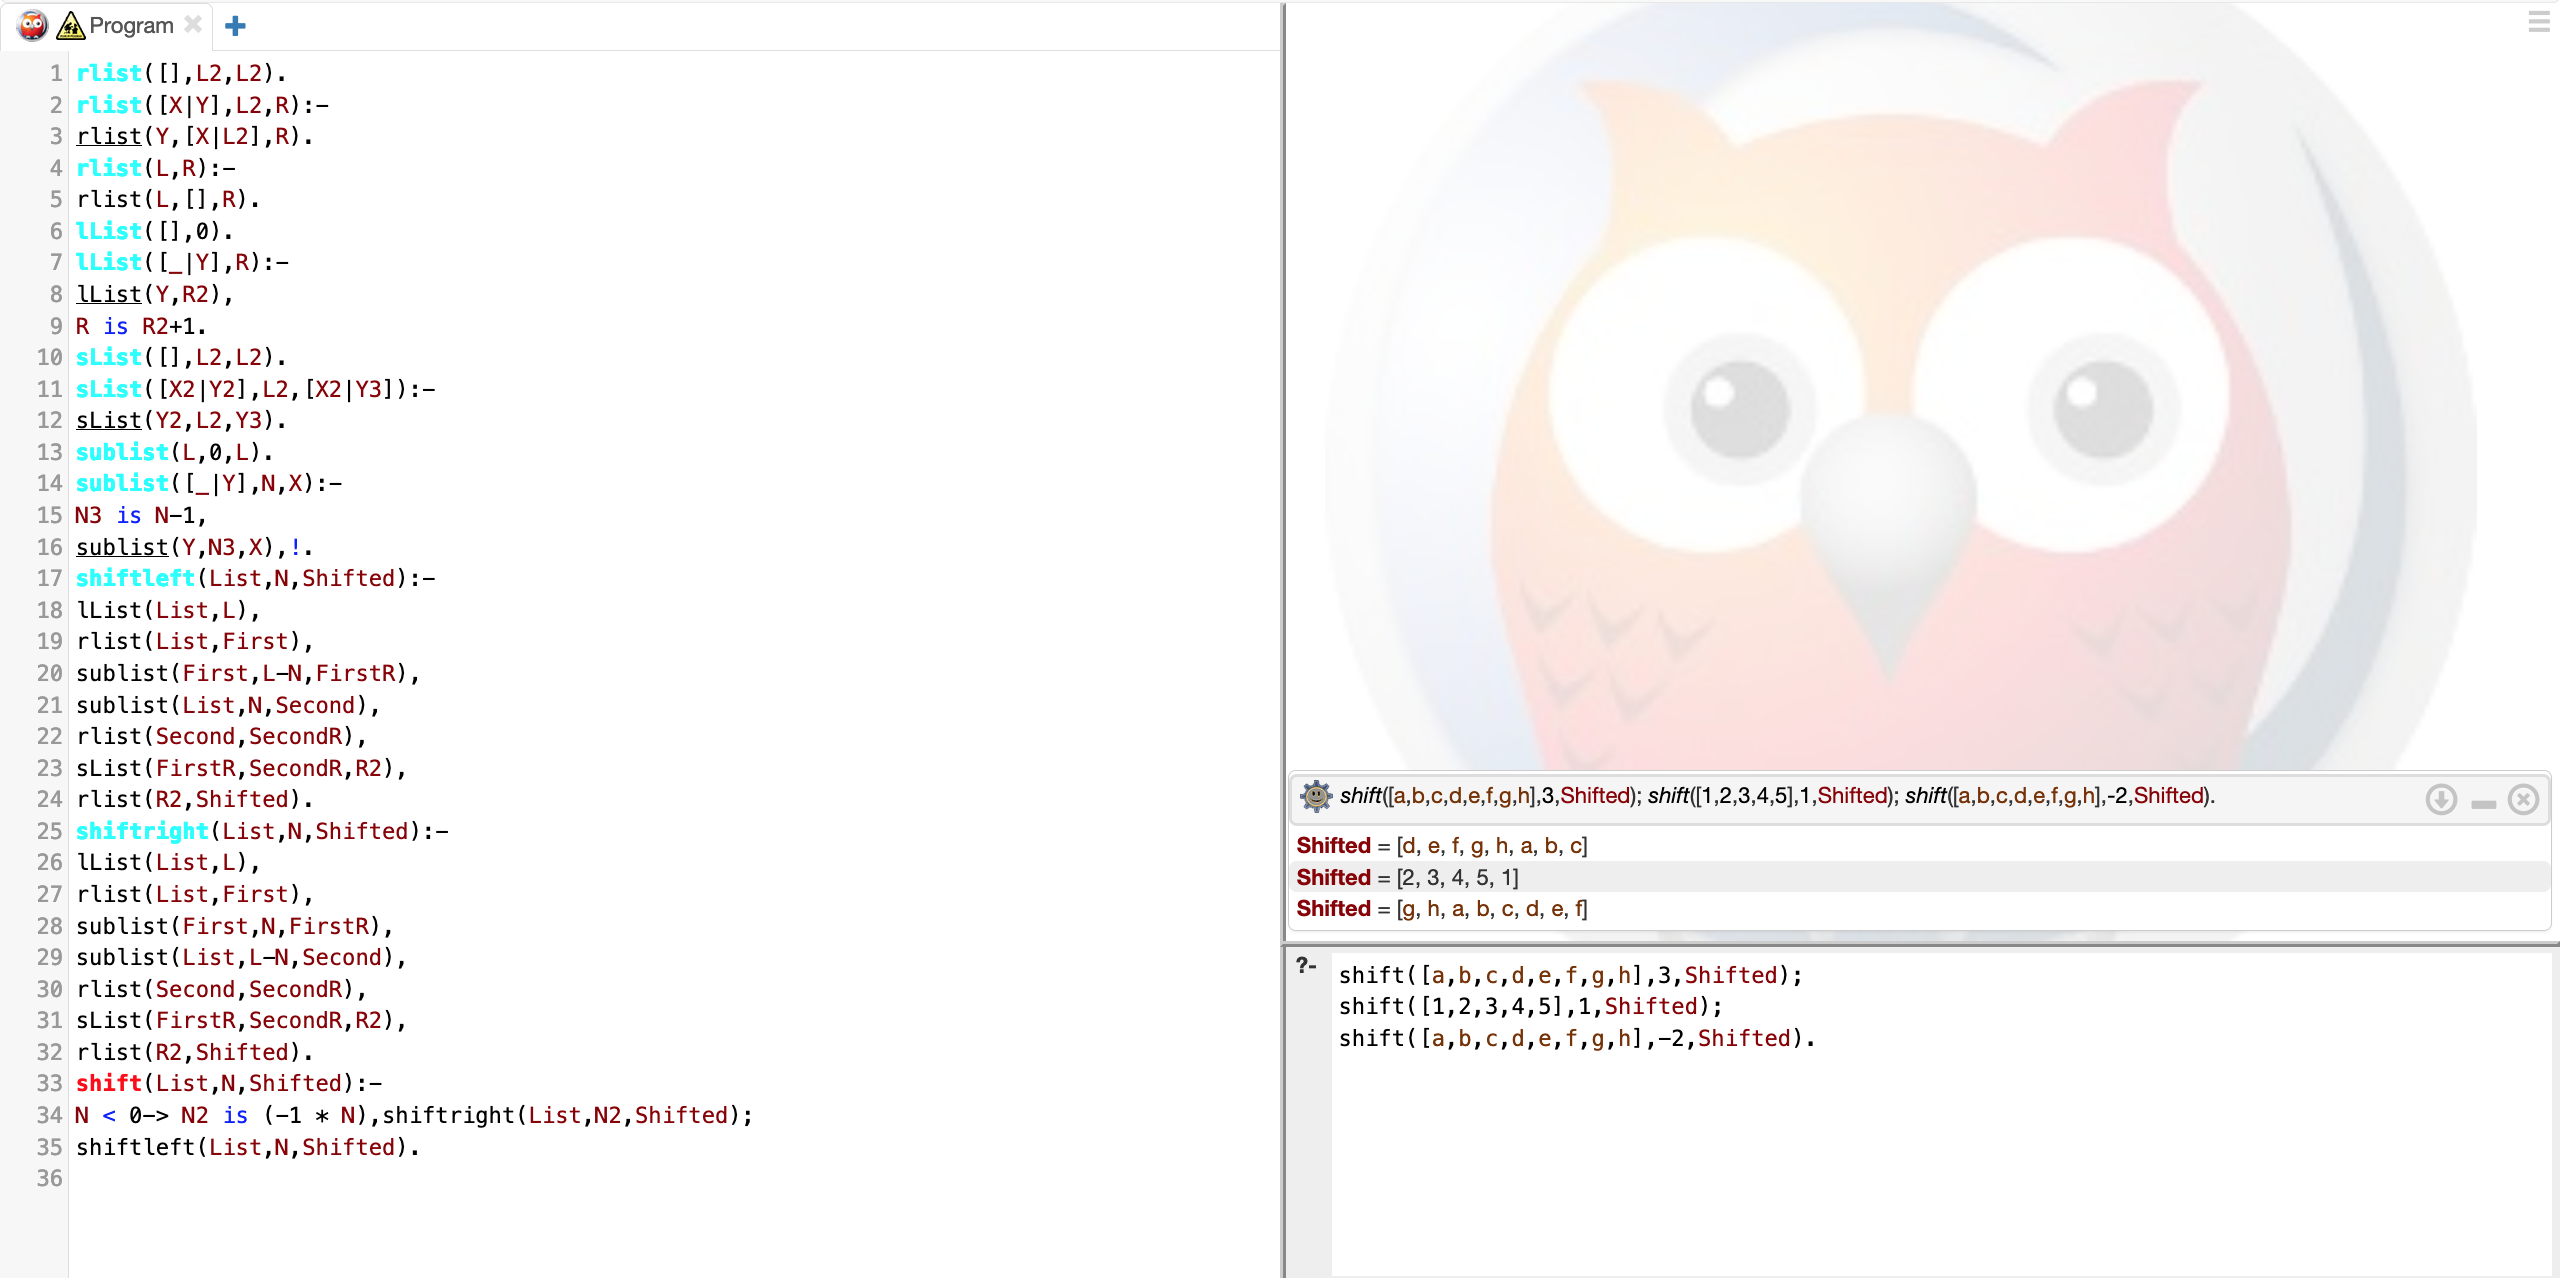 Program
1 rlist([],L2,L2).
2 rlist([X|Y],L2,R):-
3 rlist(Y,[X|L2],R).
4 rlist(L,R):-
5 rlist(L,[],R).
6 lList([],0).
7 lList([_|Y],R):-
8 lList(Y,R2),
9 R is R2+1.
10 sList([],L2,L2).
11 sList([X2|Y2],L2,[X2|Y3]):-
12 sList(Y2,L2,Y3).
13 sublist(L,0,L).
14 sublist([_|Y],N,X):-
15 N3 is N-1,
16 sublist(Y,N3,X),!.
17 shiftleft(List,N,Shifted):-
18 lList(List,L),
19 rlist(List,First),
20 sublist(First,L-N,FirstR),
21 sublist(List,N,Second),
22 rlist(Second,SecondR),
23 sList(FirstR,SecondR,R2),
24 rlist(R2,Shifted).
25 shiftright(List,N,Shifted):-
26 lList(List,L),
27 rlist(List,First),
28 sublist(First,N,FirstR),
29 sublist(List,L-N,Second),
30 rlist(Second,SecondR),
31 sList(FirstR,SecondR,R2),
32 rlist(R2,Shifted).
33 shift(List,N,Shifted):-
34 N < 0-> N2 is (-1 * N),shiftright(List,N2,Shifted);
35 shiftleft(List,N,Shifted).
36
shift([a,b,c,d,e,f,g,h],3,Shifted); shift([1,2,3,4,5],1,Shifted); shift([a,b,c,d,e,f,g,h],-2,Shifted).
Shifted = [d, e, f, g, h, a, b, c]
Shifted = [2, 3, 4, 5, 1]
Shifted = [g, h, a, b, c, d, e, f]
?- shift([a,b,c,d,e,f,g,h],3,Shifted);
shift([1,2,3,4,5],1,Shifted);
shift([a,b,c,d,e,f,g,h],-2,Shifted).